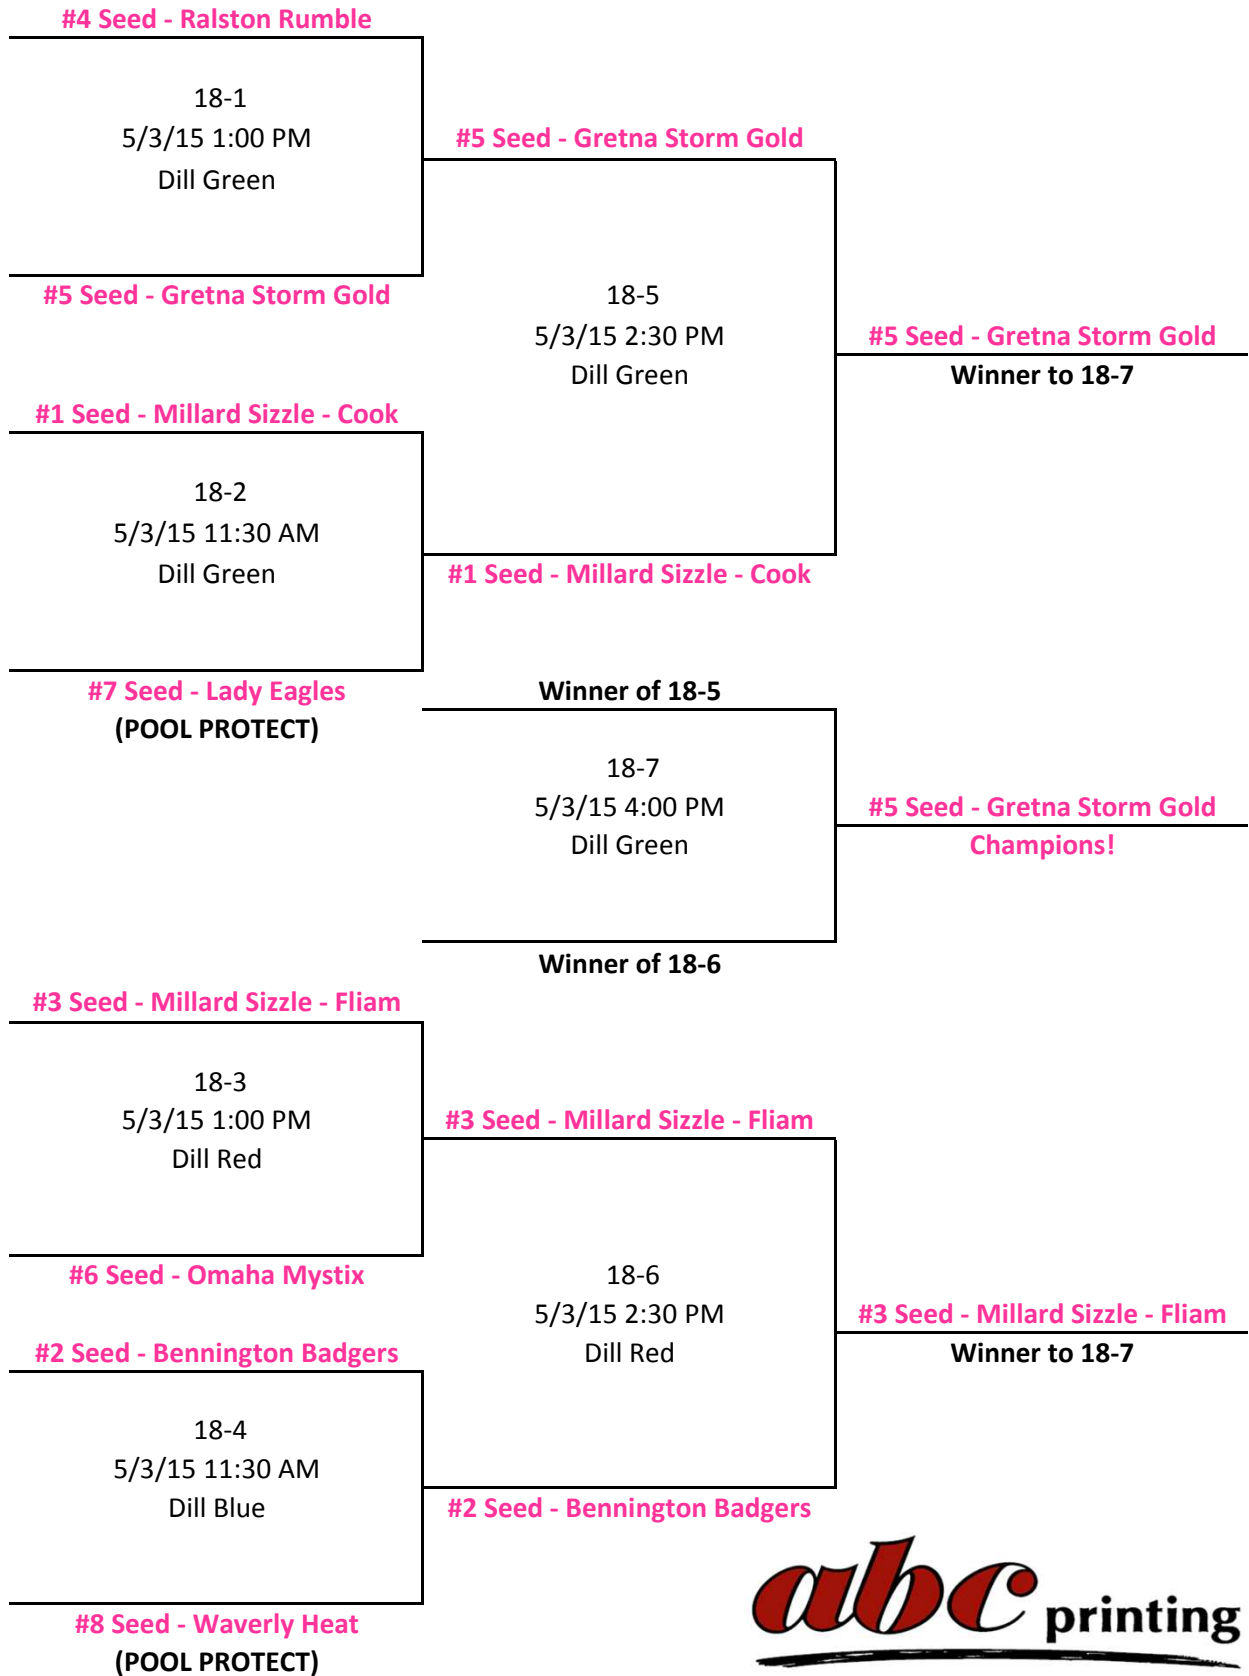 #4 Seed - Ralston Rumble
18-1
5/3/15 1:00 PM
Dill Green
#5 Seed - Gretna Storm Gold
#5 Seed - Gretna Storm Gold
18-5
5/3/15 2:30 PM
Dill Green
#5 Seed - Gretna Storm Gold
Winner to 18-7
#1 Seed - Millard Sizzle - Cook
18-2
5/3/15 11:30 AM
Dill Green
#1 Seed - Millard Sizzle - Cook
#7 Seed - Lady Eagles
(POOL PROTECT)
Winner of 18-5
18-7
5/3/15 4:00 PM
Dill Green
#5 Seed - Gretna Storm Gold
Champions!
Winner of 18-6
#3 Seed - Millard Sizzle - Fliam
18-3
5/3/15 1:00 PM
Dill Red
#3 Seed - Millard Sizzle - Fliam
#6 Seed - Omaha Mystix
18-6
5/3/15 2:30 PM
Dill Red
#3 Seed - Millard Sizzle - Fliam
Winner to 18-7
#2 Seed - Bennington Badgers
18-4
5/3/15 11:30 AM
Dill Blue
#2 Seed - Bennington Badgers
#8 Seed - Waverly Heat
(POOL PROTECT)
abc printing